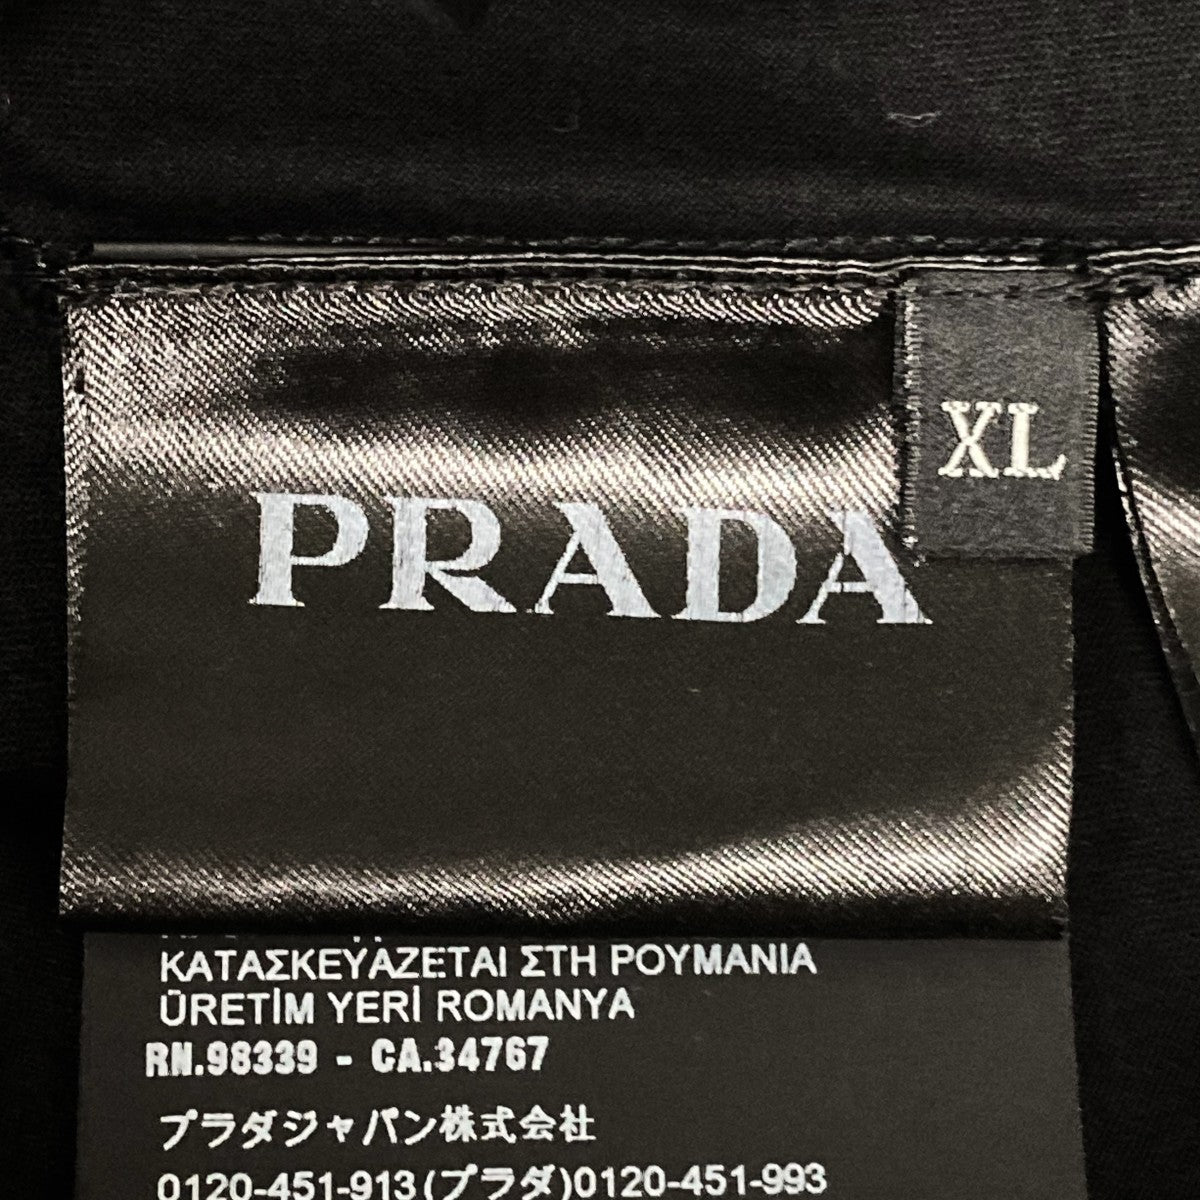 PRADA
XL
ΚΑΤΑΣΚΕΥΑΖΕΤΑΙ ΣΤΗ ΡΟΥΜΑΝΙΑ
ÜRETİM YERİ ROMANYA
RN.98339 - CA.34767
プラダジャパン株式会社
0120-451-913(プラダ)0120-451-993